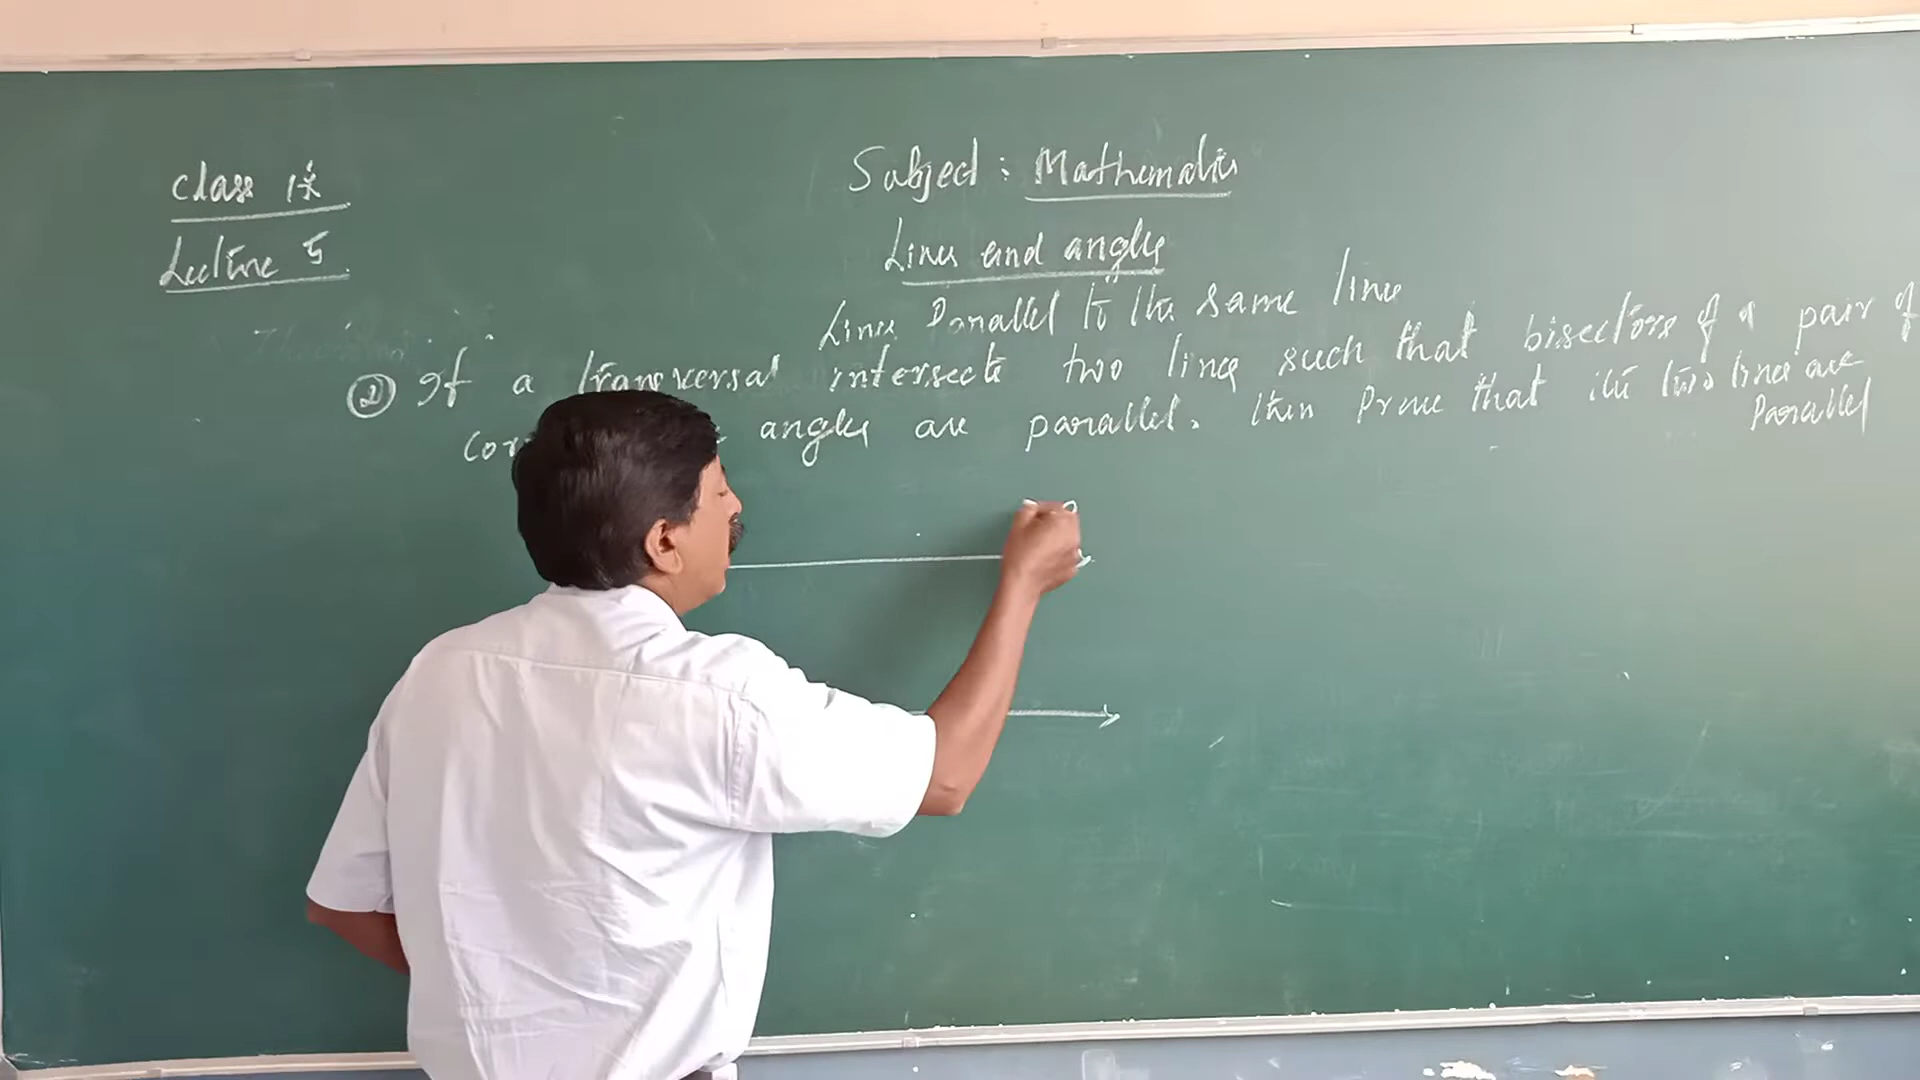 Class IX
Lecture 5
Subject: Mathematics
Lines and angles
Lines Parallel to the same line
② If a transversal intersects two lines such that bisectors of a pair of
angles are parallel. then Prove that the two lines are
Parallel